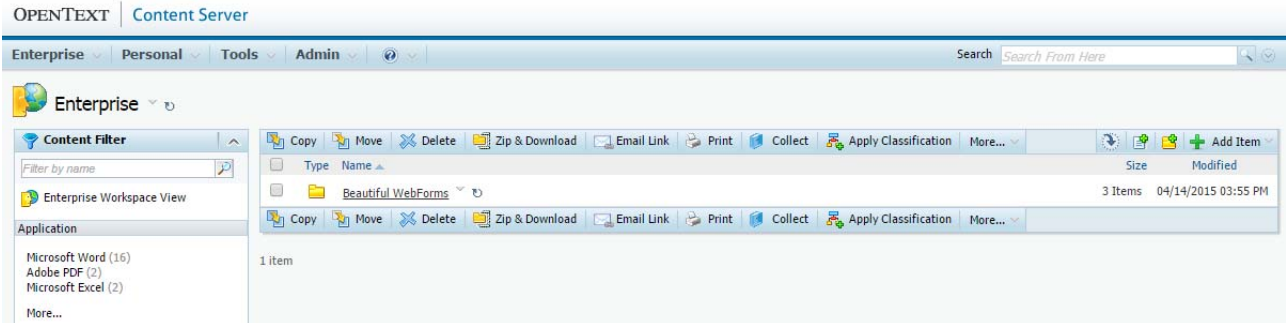 OPENTEXT Content Server
Enterprise Personal Tools Admin Search Search From Here
Enterprise
Content Filter
Filter by name
Enterprise Workspace View
Application
Microsoft Word (16)
Adobe PDF (2)
Microsoft Excel (2)
More...
Copy Move Delete Zip & Download Email Link Print Collect Apply Classification More... Add Item
Type Name Size Modified
Beautiful WebForms 3 Items 04/14/2015 03:55 PM
Copy Move Delete Zip & Download Email Link Print Collect Apply Classification More...
1 item